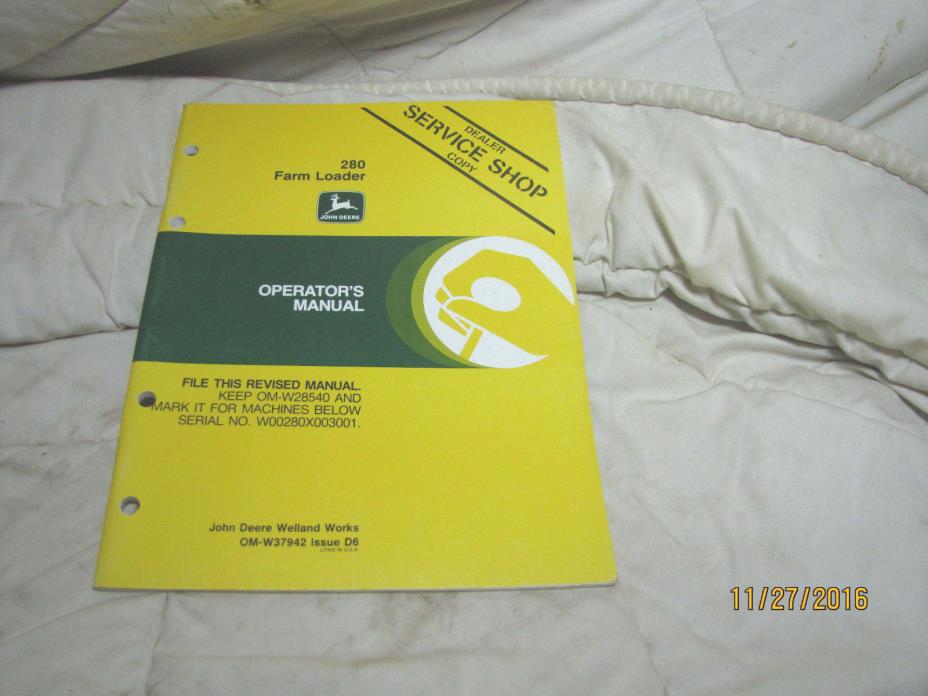 DEALER
SERVICE SHOP
COPY
280
Farm Loader
JOHN DEERE
OPERATOR'S
MANUAL
FILE THIS REVISED MANUAL.
KEEP OM-W28540 AND
MARK IT FOR MACHINES BELOW
SERIAL NO. W00280X003001.
John Deere Welland Works
OM-W37942 Issue D6
LITHO IN U.S.A.
11/27/2016